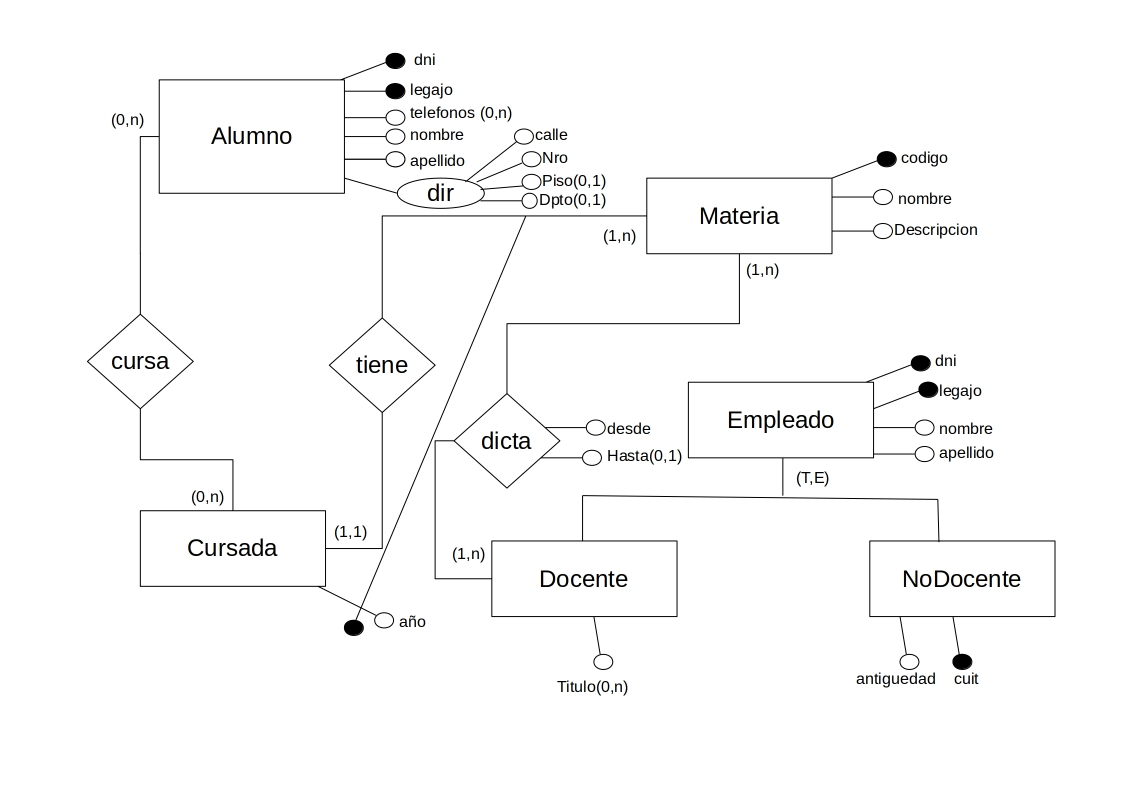 dni
legajo
telefonos (0,n)
nombre
apellido
(0,n)
Alumno
calle
Nro
Piso(0,1)
Dpto(0,1)
dir
codigo
nombre
Descripcion
Materia
(1,n)
(1,n)
cursa
tiene
dicta
desde
Hasta(0,1)
dni
legajo
nombre
apellido
Empleado
(T,E)
(0,n)
Cursada
(1,1)
año
(1,n)
Docente
Titulo(0,n)
NoDocente
antiguedad
cuit